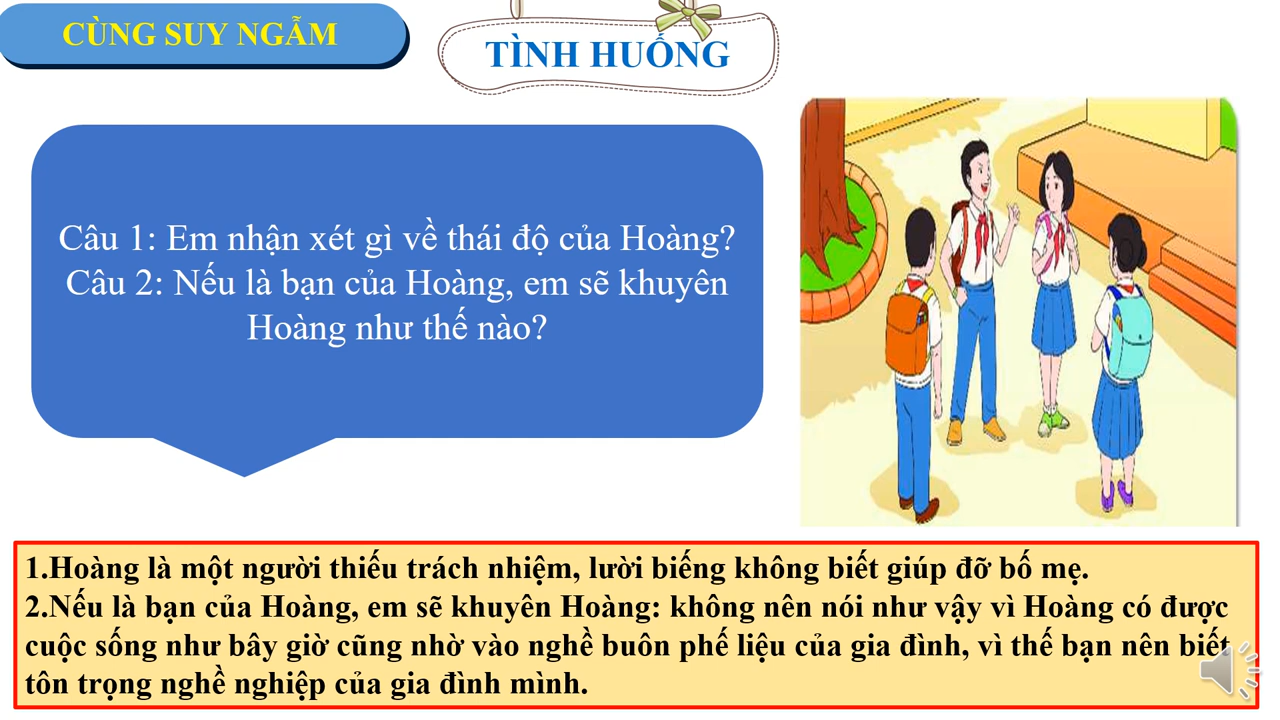 CÙNG SUY NGẪM
TÌNH HUỐNG
Câu 1: Em nhận xét gì về thái độ của Hoàng?
Câu 2: Nếu là bạn của Hoàng, em sẽ khuyên
Hoàng như thế nào?
1.Hoàng là một người thiếu trách nhiệm, lười biếng không biết giúp đỡ bố mẹ.
2.Nếu là bạn của Hoàng, em sẽ khuyên Hoàng: không nên nói như vậy vì Hoàng có được
cuộc sống như bây giờ cũng nhờ vào nghề buôn phế liệu của gia đình, vì thế bạn nên biết
tôn trọng nghề nghiệp của gia đình mình.